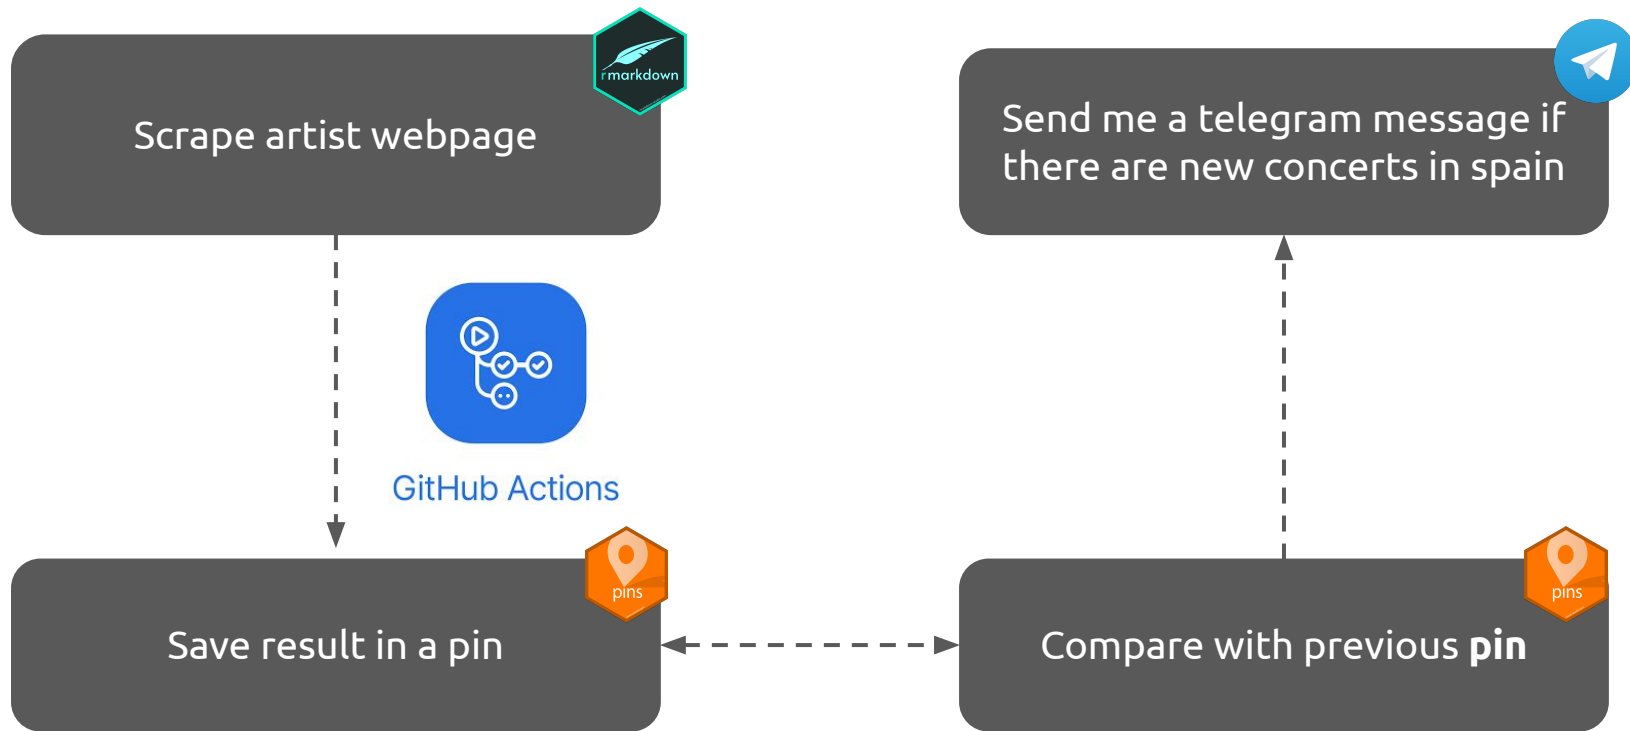 rmarkdown
Scrape artist webpage
Send me a telegram message if
there are new concerts in spain
GitHub Actions
pins
Save result in a pin
pins
Compare with previous pin